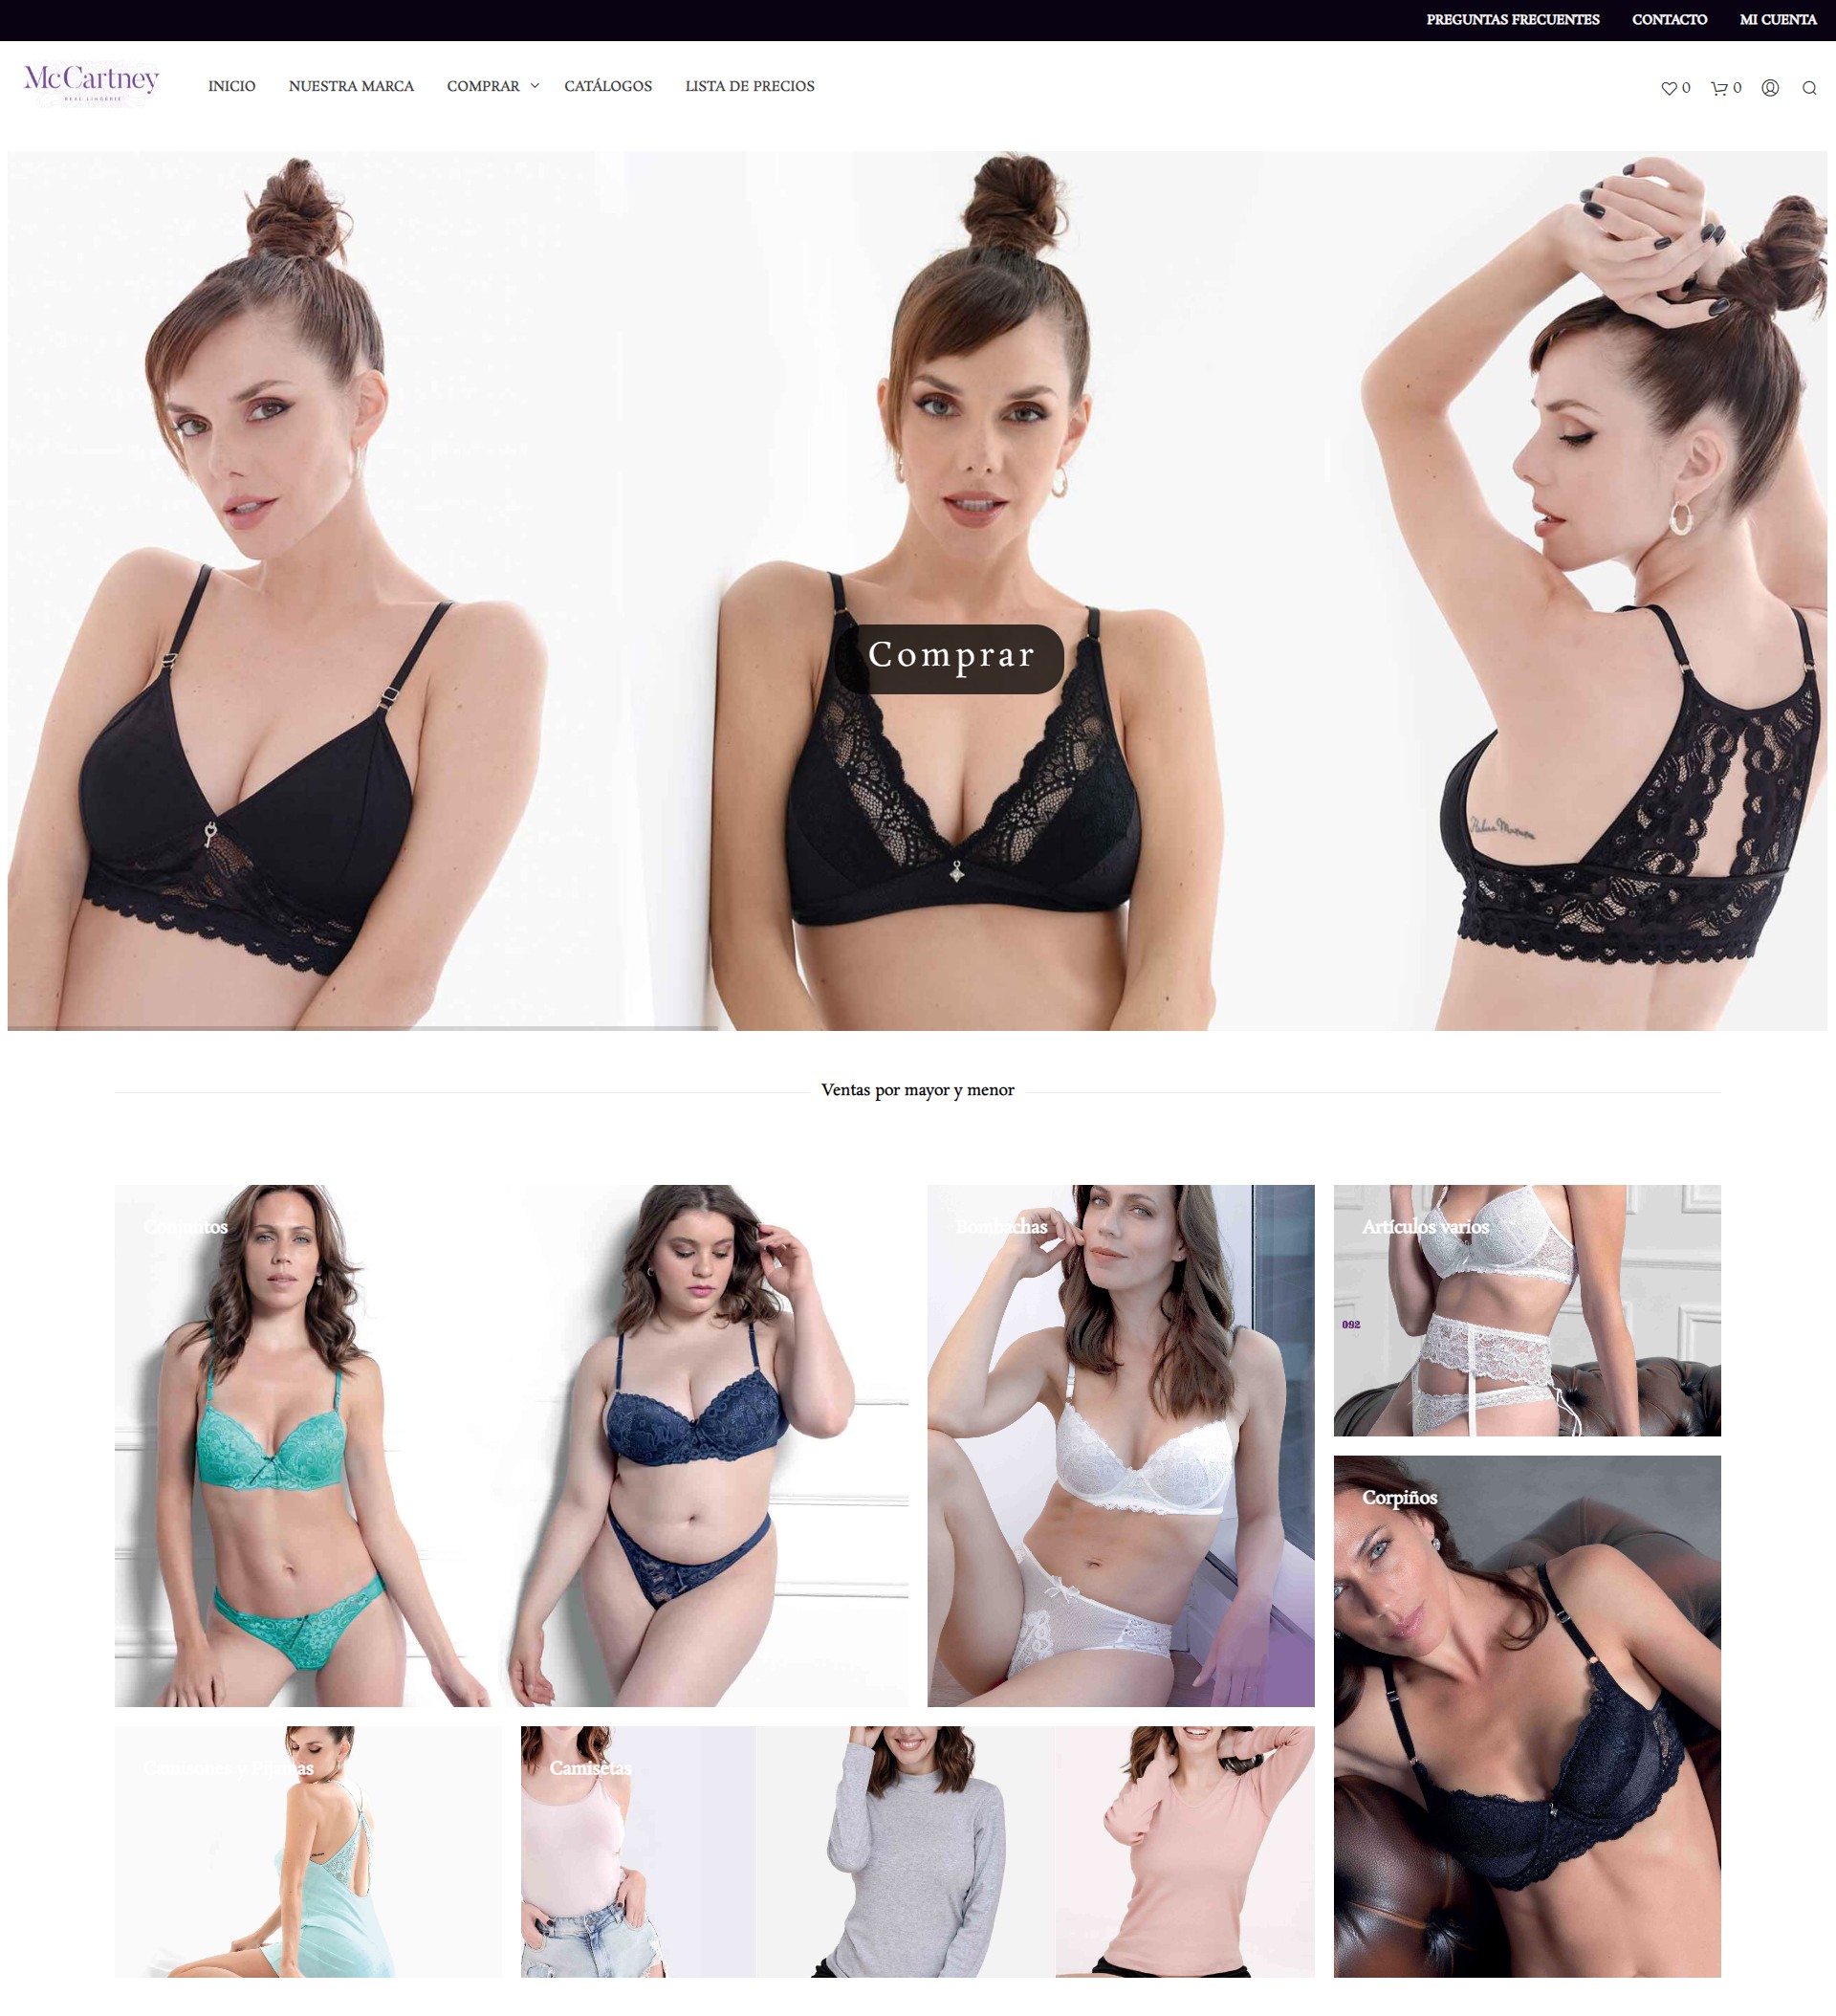 PREGUNTAS FRECUENTES CONTACTO MI CUENTA
McCartney
REAL LINGERIE
INICIO NUESTRA MARCA COMPRAR CATÁLOGOS LISTA DE PRECIOS
0 0
Comprar
Ventas por mayor y menor
Conjuntos
Bombachas
Artículos varios
092
Corpiños
Camisones y Pijamas
Camisetas